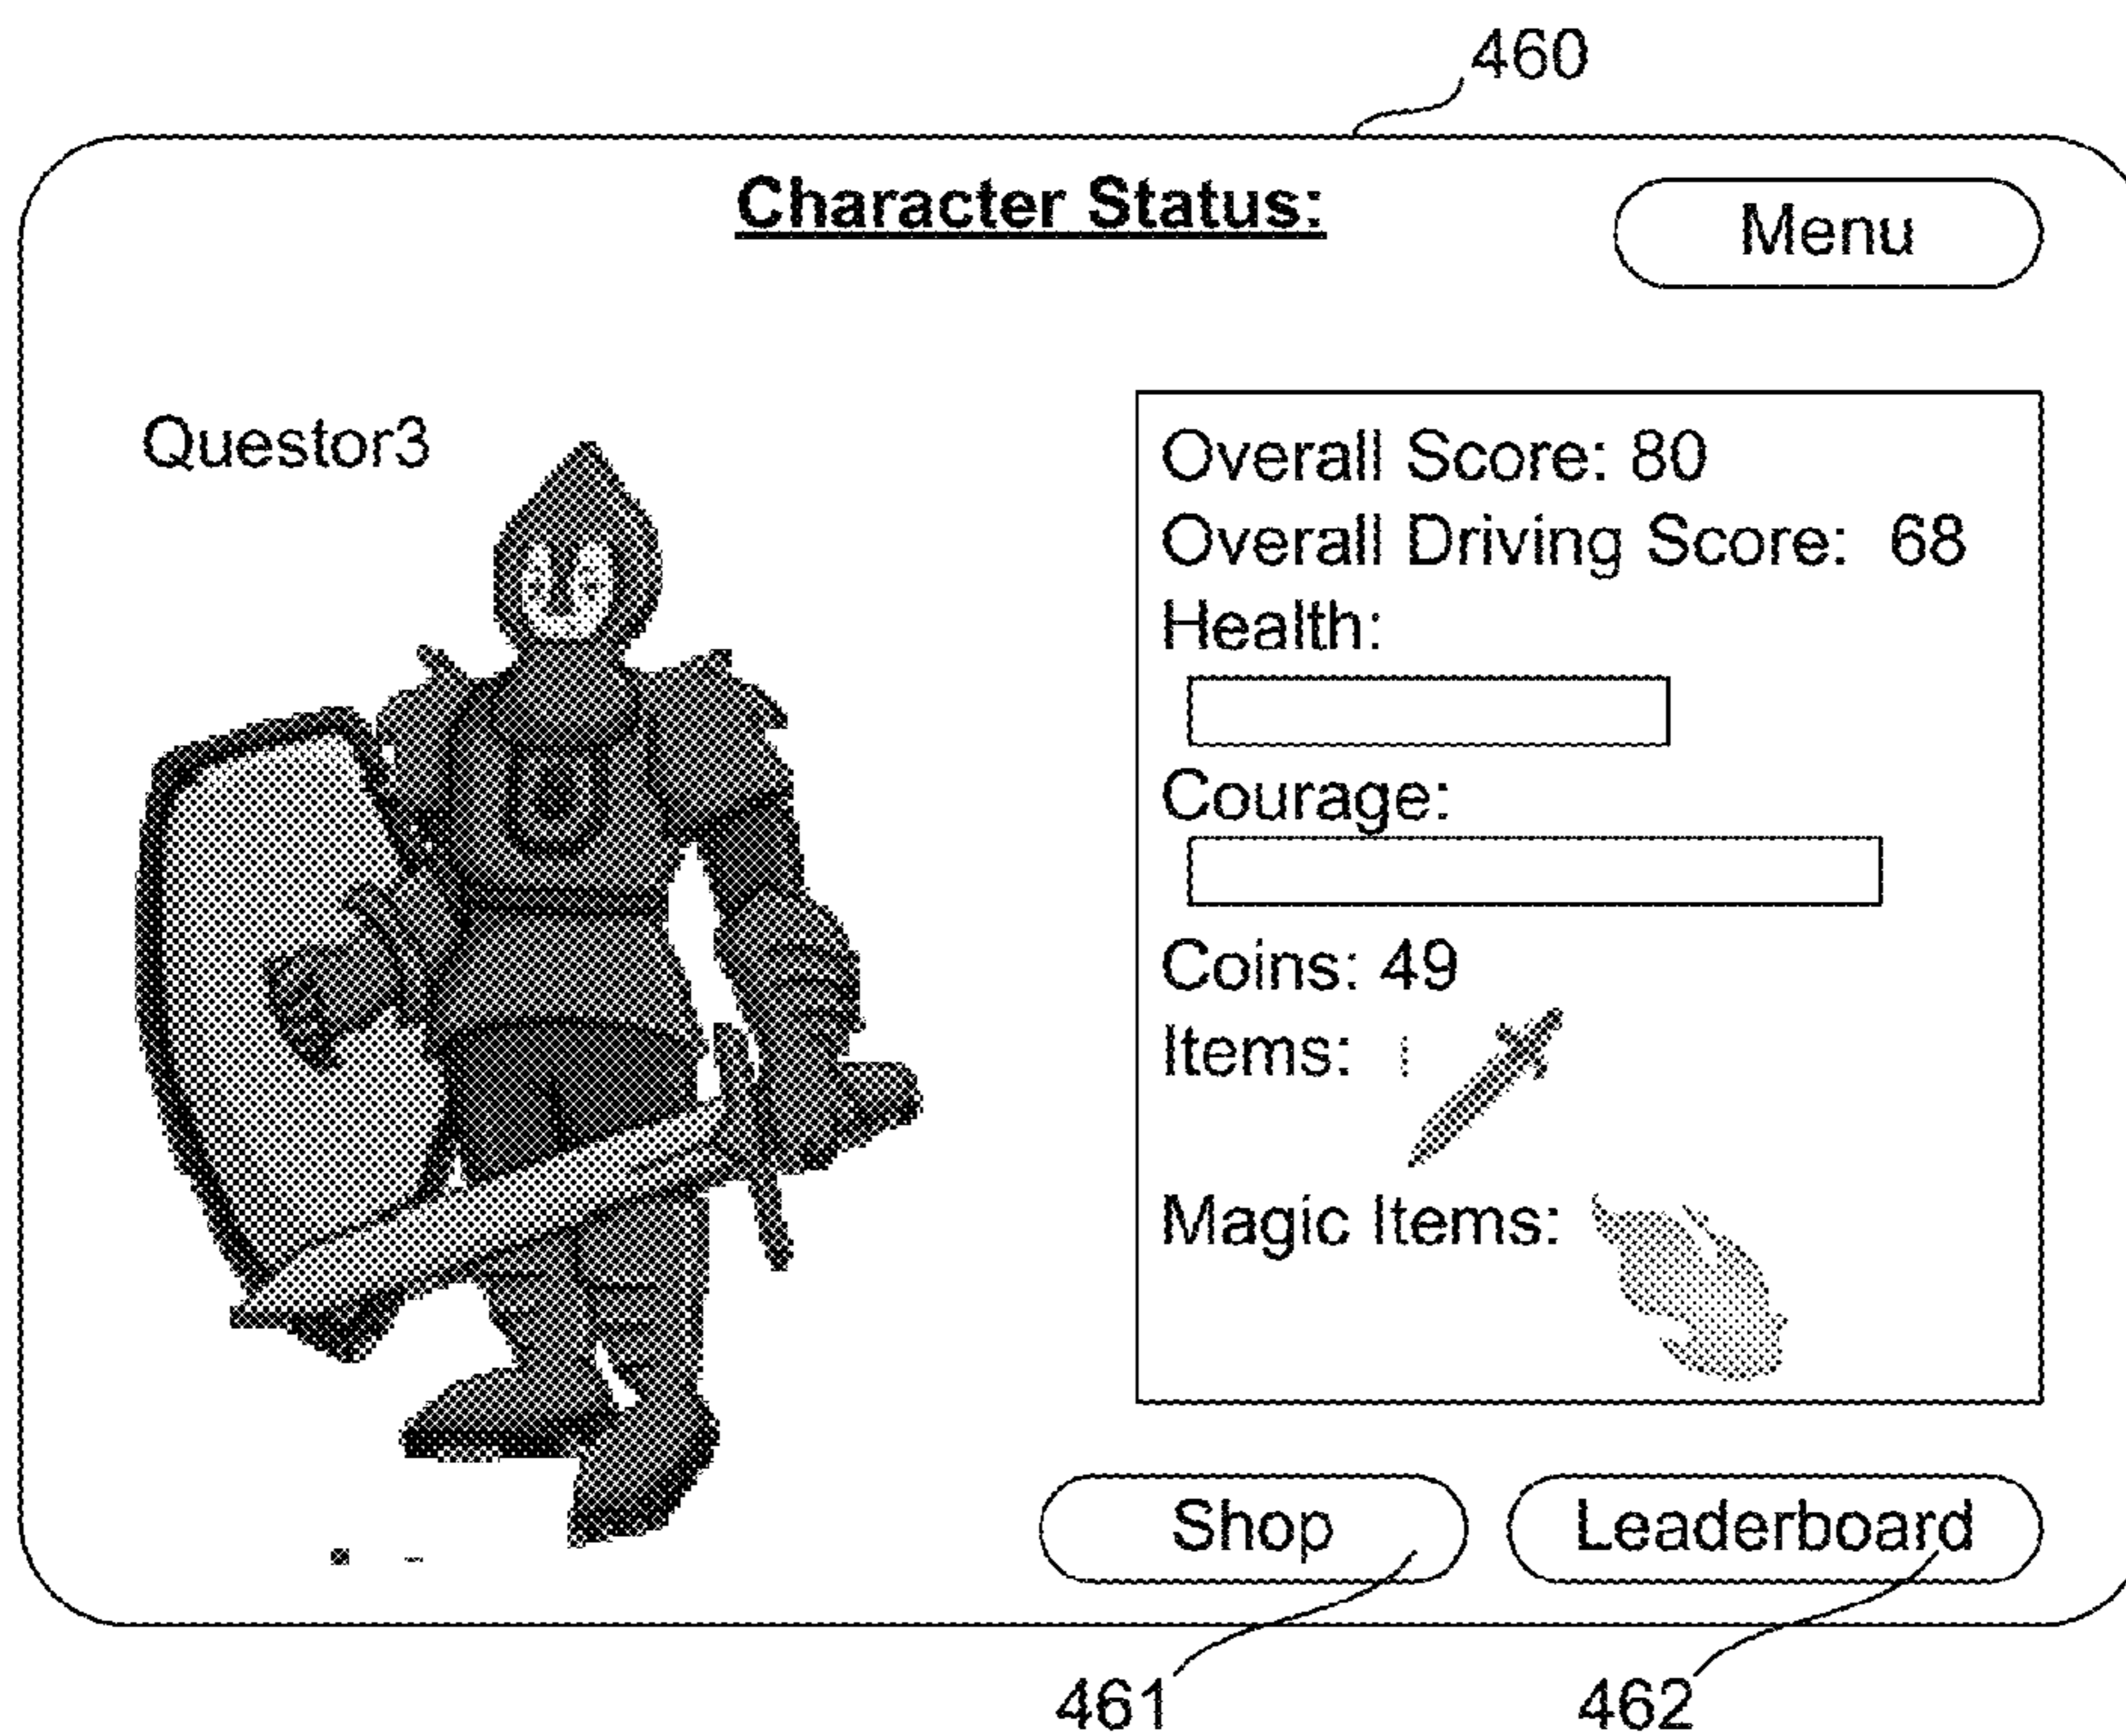 460
Character Status:
Menu
Questor3
Overall Score: 80
Overall Driving Score: 68
Health:
Courage:
Coins: 49
Items:
Magic Items:
Shop
Leaderboard
461
462